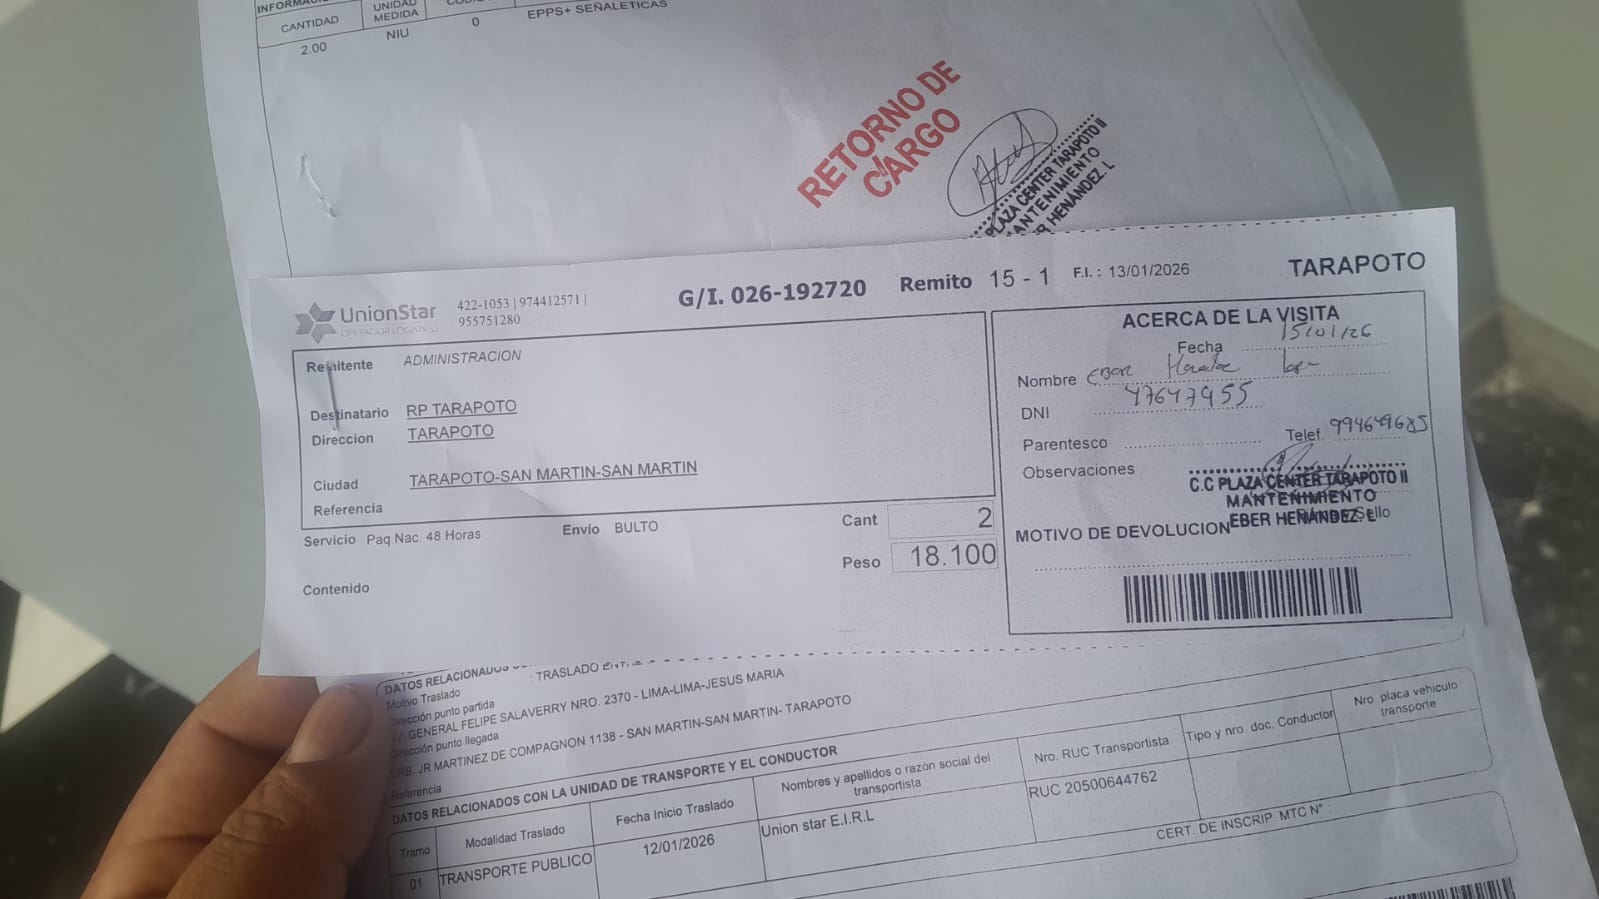 INFORMACI
CANTIDAD
UNIDAD
MEDIDA
2.00
NIU
0
EPPS+ SEÑALETICAS
RETORNO DE
CARGO
PLAZA CENTER TARAPOTO II
MANTENIMIENTO
HENÁNDEZ. L
UnionStar
OPERADOR LOGISTICO
422-1053 | 974412571 |
955751280
G/I. 026-192720
Remito 15 - 1
F.I. : 13/01/2026
TARAPOTO
Remitente ADMINISTRACION
Destinatario RP TARAPOTO
Direccion TARAPOTO
Ciudad TARAPOTO-SAN MARTIN-SAN MARTIN
Referencia
Servicio Paq.Nac. 48 Horas
Envío BULTO
Cant 2
Peso 18.100
Contenido
ACERCA DE LA VISITA
Fecha 15/01/26
Nombre
DNI 47647955
Parentesco
Telef. 994649685
Observaciones
C.C PLAZA CENTER TARAPOTO II
MANTENIMIENTO
EBER HENÁNDEZ. L
Sello
MOTIVO DE DEVOLUCION
DATOS RELACIONADOS
Motivo Traslado : TRASLADO
Dirección punto partida
AV. GENERAL FELIPE SALAVERRY NRO. 2370 - LIMA-LIMA-JESUS MARIA
Dirección punto llegada
URB. JR MARTINEZ DE COMPAGNON 1138 - SAN MARTIN-SAN MARTIN- TARAPOTO
Referencia
DATOS RELACIONADOS CON LA UNIDAD DE TRANSPORTE Y EL CONDUCTOR
Tramo
Modalidad Traslado
Fecha Inicio Traslado
Nombres y apellidos o razón social del
transportista
Nro. RUC Transportista
Tipo y nro. doc. Conductor
Nro placa vehiculo
transporte
01
TRANSPORTE PUBLICO
12/01/2026
Union star E.I.R.L
RUC 20500644762
CERT. DE INSCRIP. MTC N° :